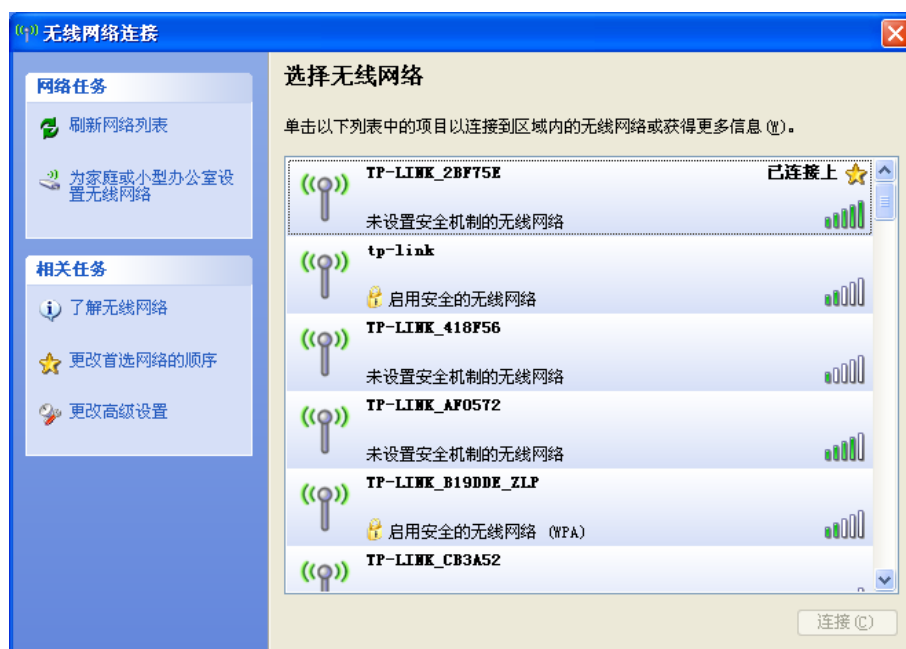 无线网络连接
网络任务
刷新网络列表
为家庭或小型办公室设
置无线网络
相关任务
了解无线网络
更改首选网络的顺序
更改高级设置
选择无线网络
单击以下列表中的项目以连接到区域内的无线网络或获得更多信息(W)。
TP-LINK_2BF75E 已连接上
未设置安全机制的无线网络
tp-link
启用安全的无线网络
TP-LINK_418F56
未设置安全机制的无线网络
TP-LINK_AF0572
未设置安全机制的无线网络
TP-LINK_B19DDE_ZLP
启用安全的无线网络 (WPA)
TP-LINK_CB3A52
连接(C)